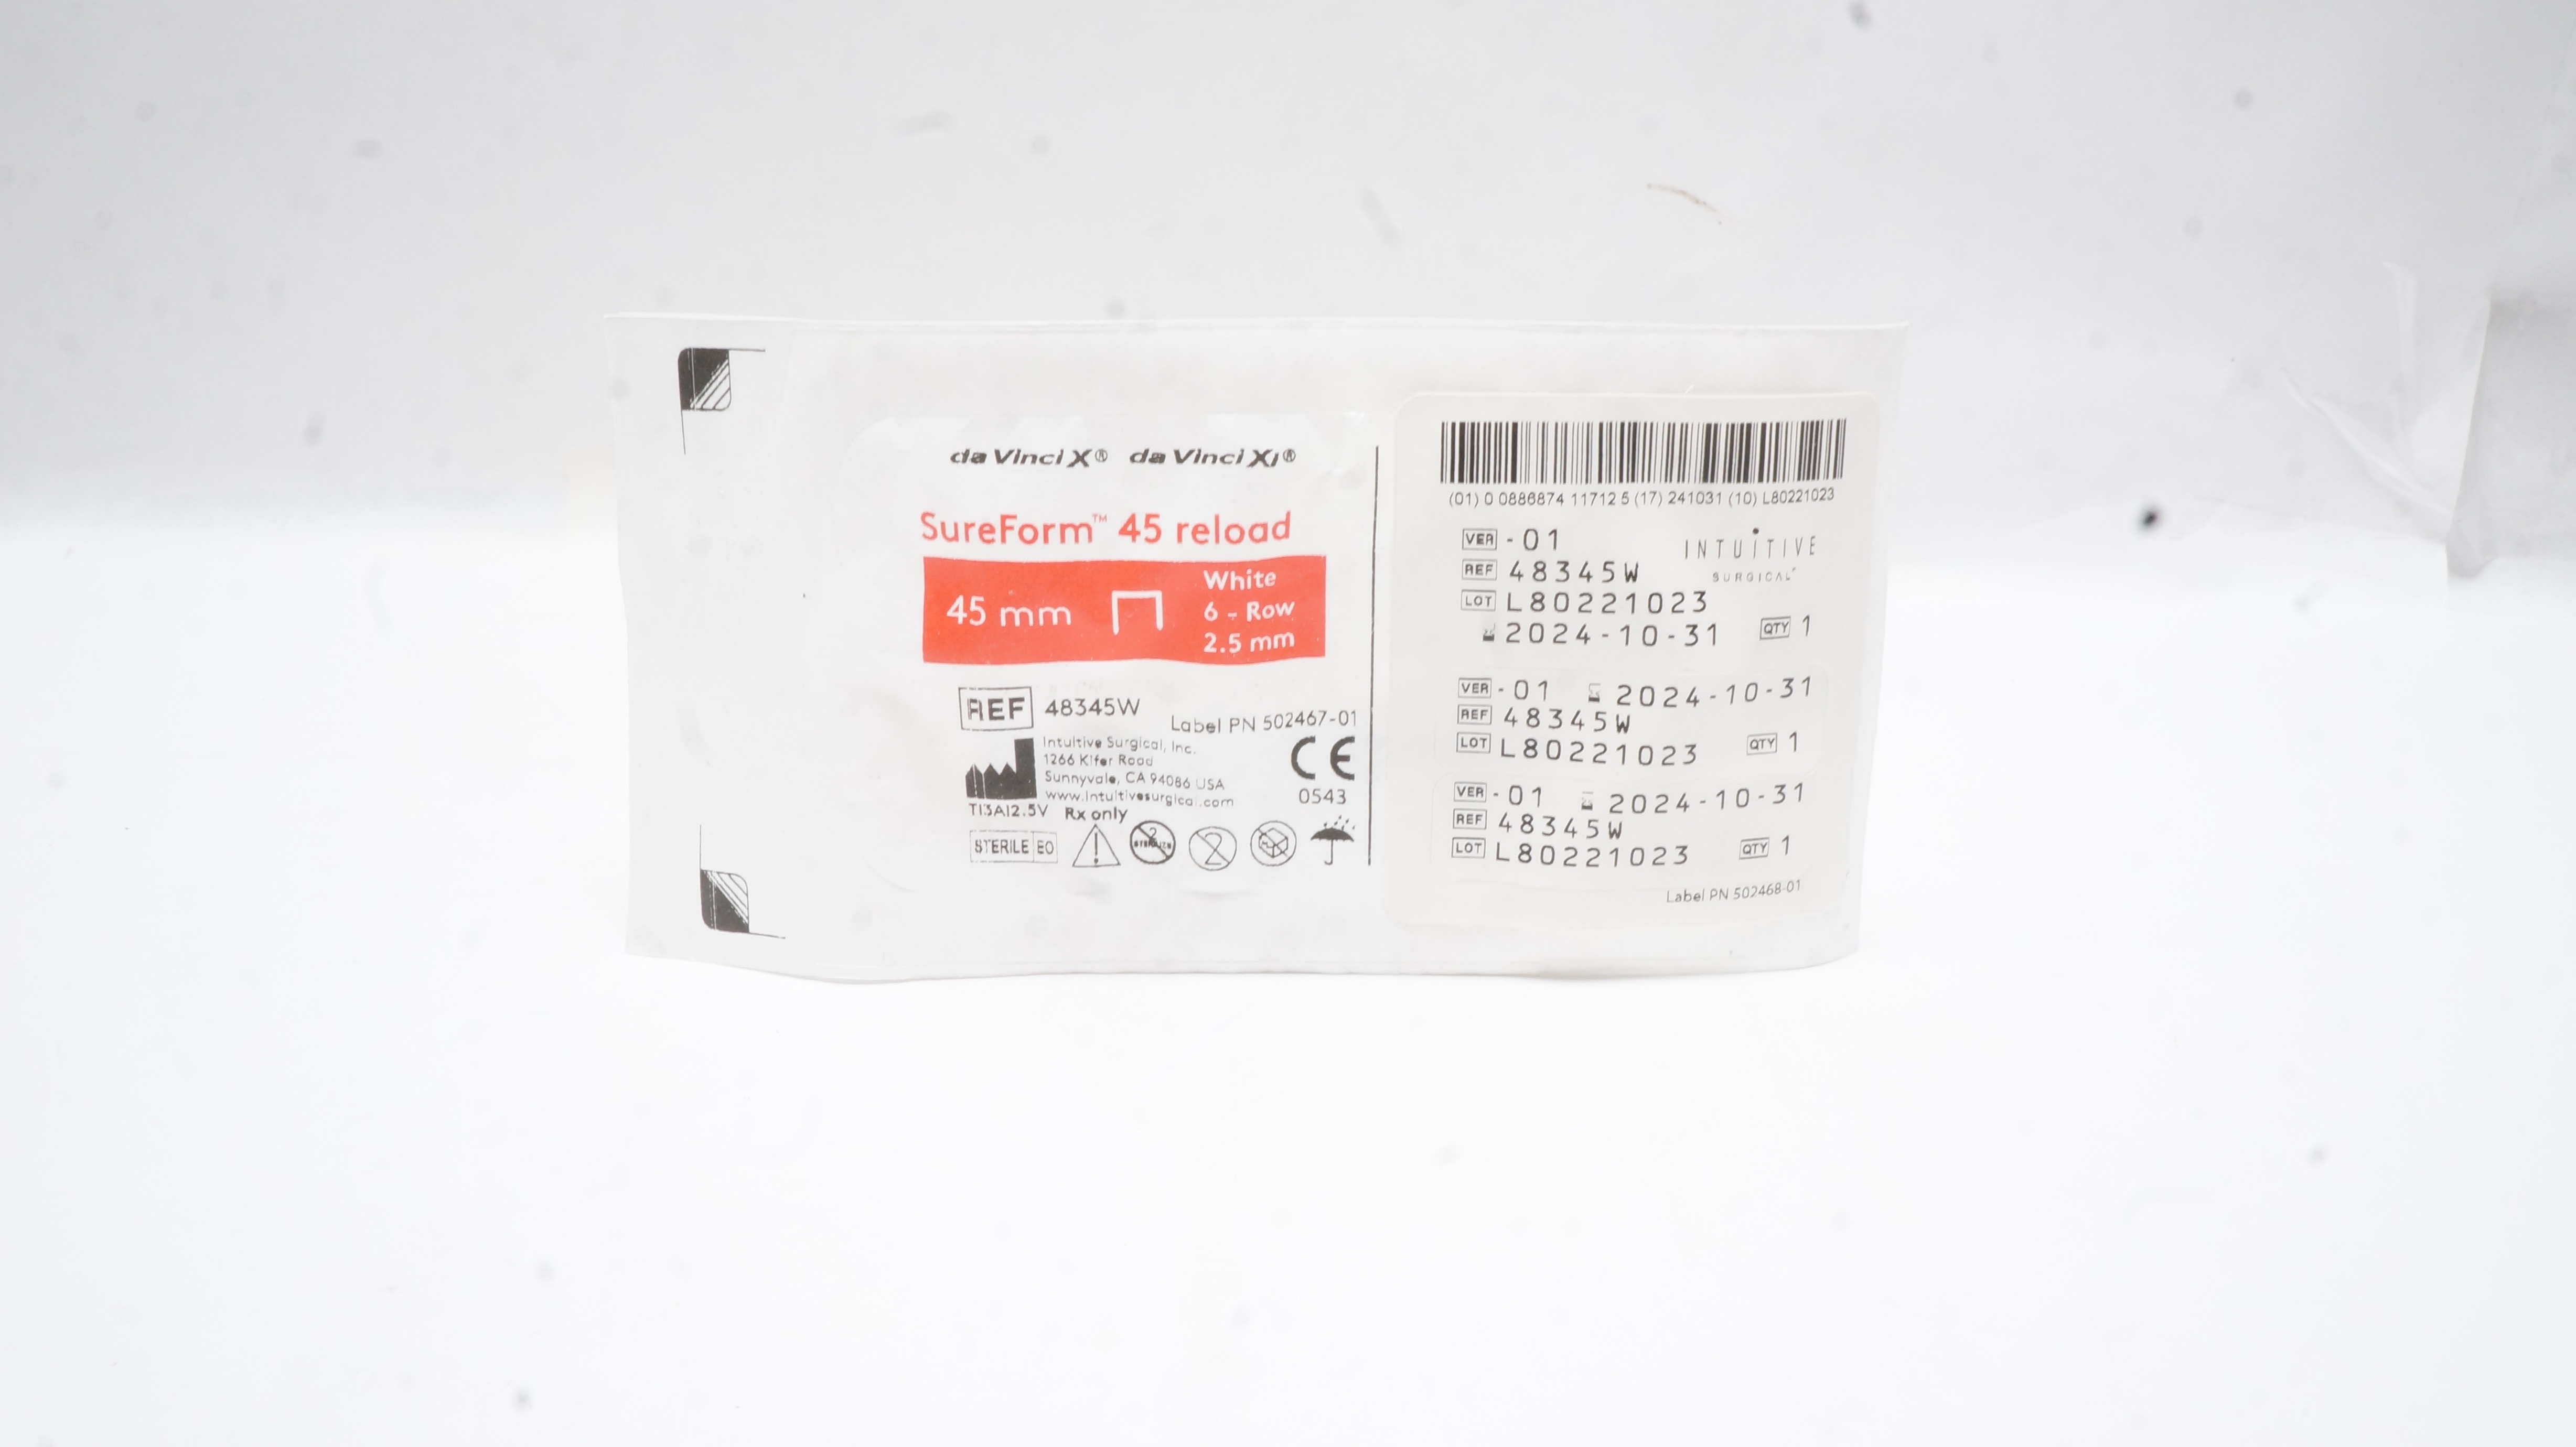 da Vinci X® da Vinci Xi®
SureForm™ 45 reload
45 mm
White
6 - Row
2.5 mm
REF 48345W
Label PN 502467-01
Intuitive Surgical, Inc.
1266 Kifer Road
Sunnyvale, CA 94086 USA
www.intuitivesurgical.com
CE
0543
TI3AI2.5V Rx only
STERILE EO
2
2
(01) 0 0886874 11712 5 (17) 241031 (10) L80221023
VER - 01
INTUITIVE
SURGICAL
REF 48345W
LOT L80221023
2024-10-31 QTY 1
VER - 01 2024-10-31
REF 48345W
LOT L80221023 QTY 1
VER - 01 2024-10-31
REF 48345W
LOT L80221023 QTY 1
Label PN 502468-01